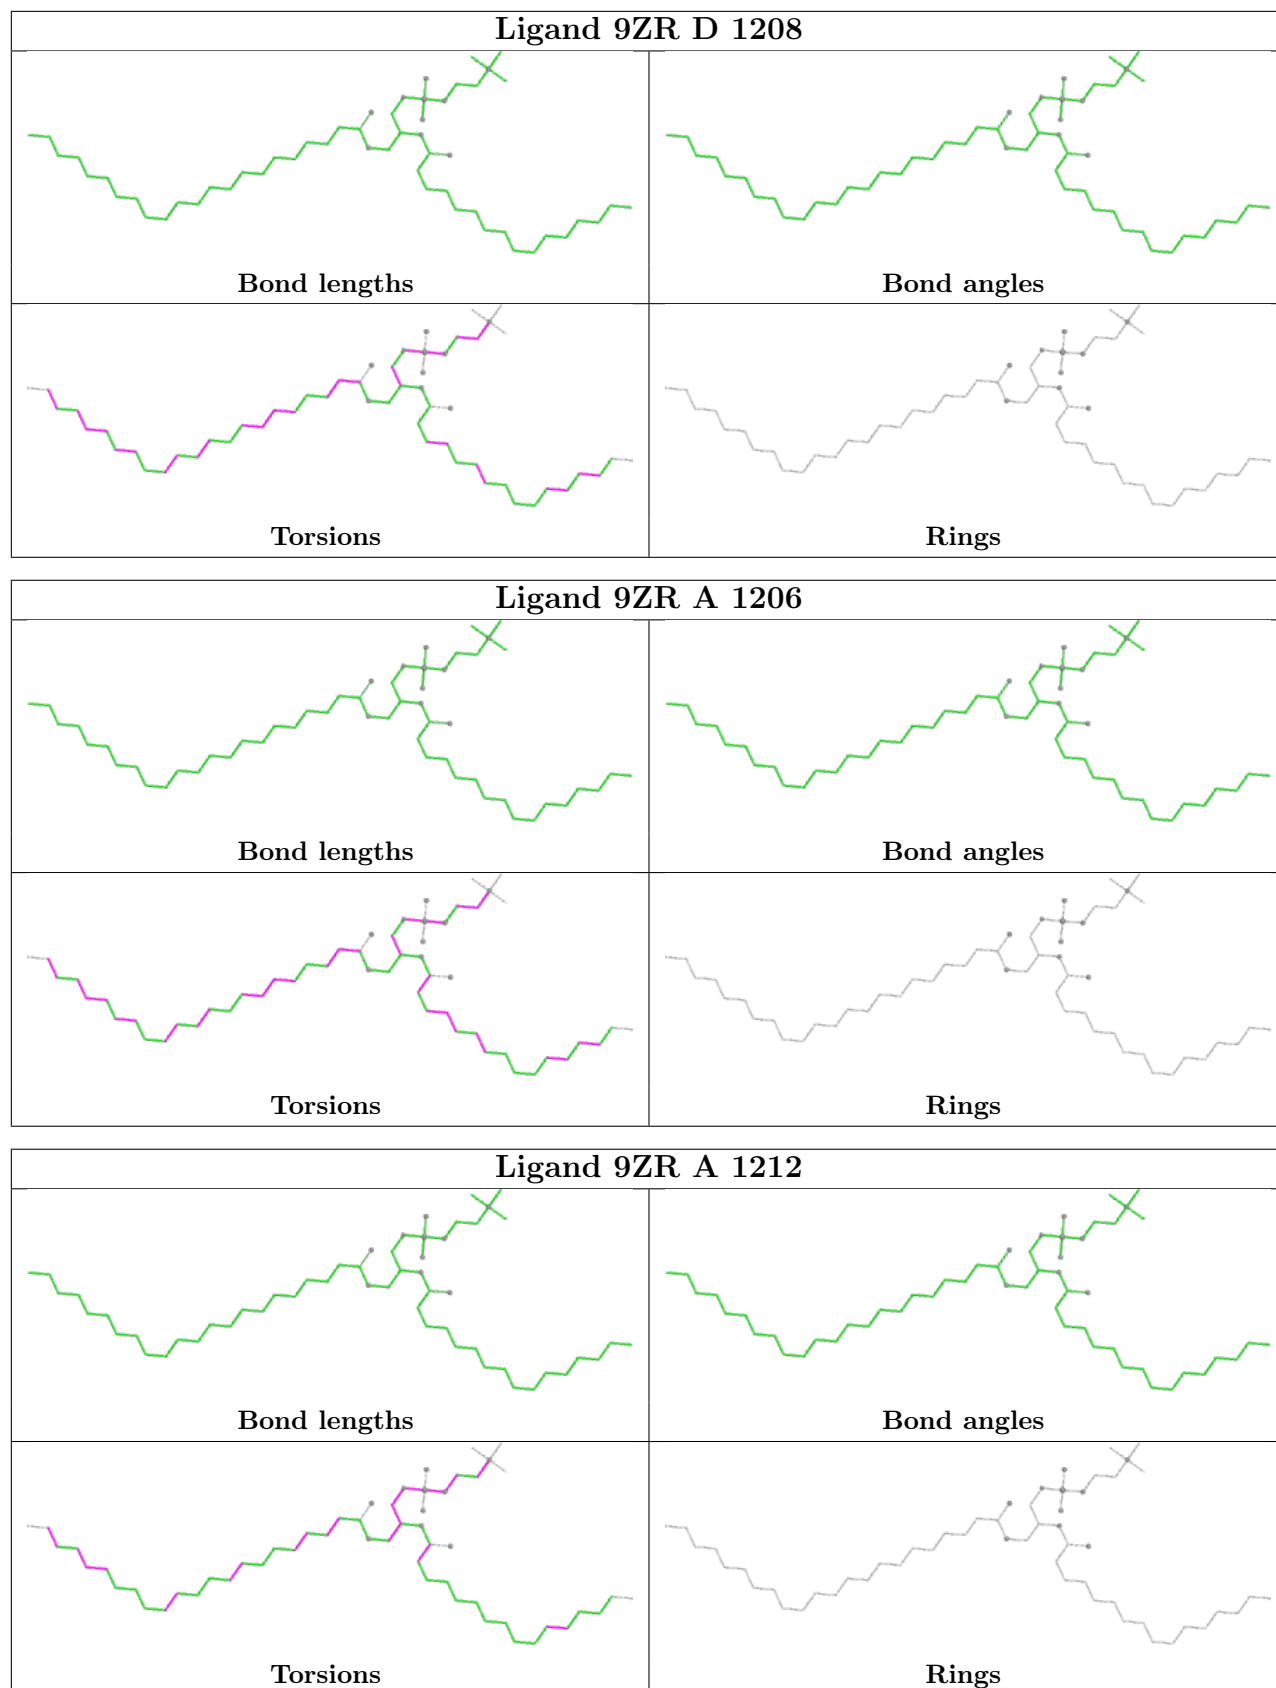 Ligand 9ZR D 1208
Bond lengths
Bond angles
Torsions
Rings
Ligand 9ZR A 1206
Bond lengths
Bond angles
Torsions
Rings
Ligand 9ZR A 1212
Bond lengths
Bond angles
Torsions
Rings